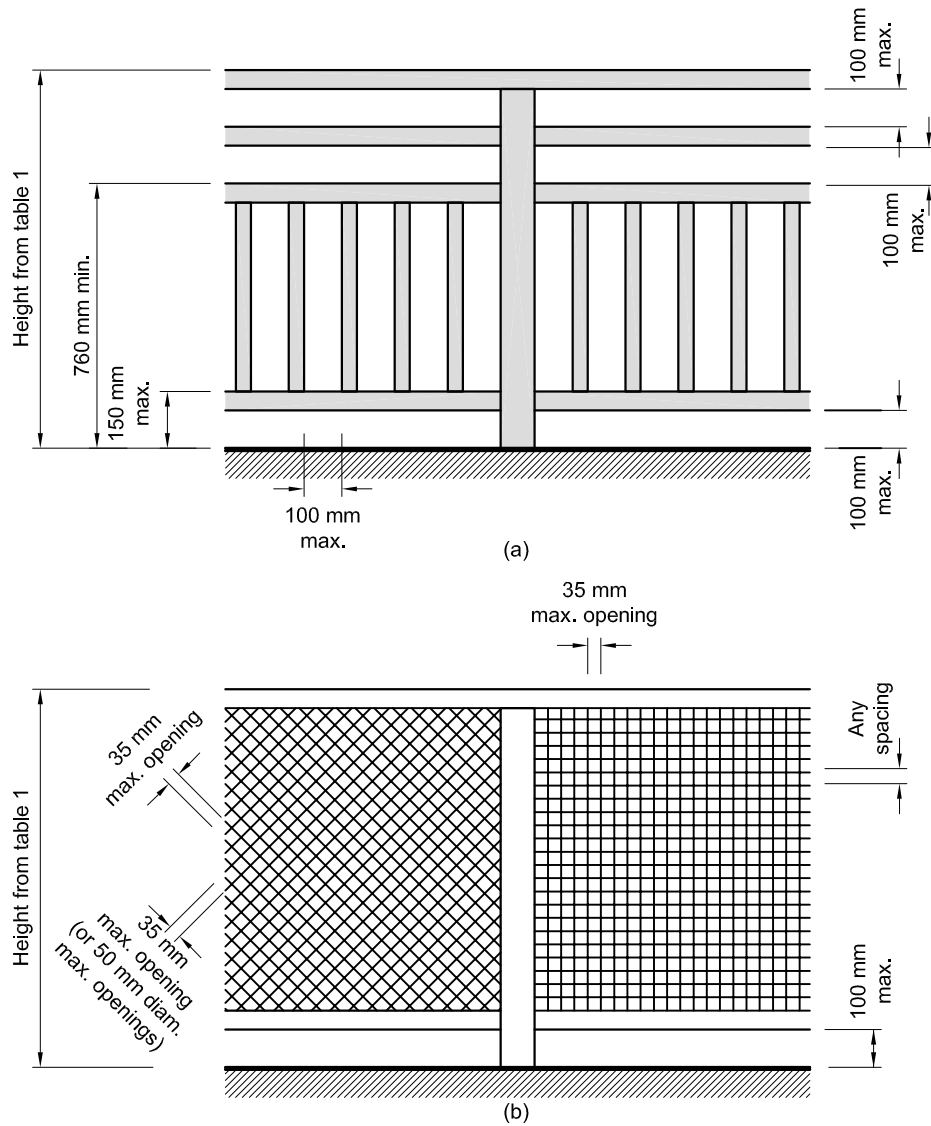 100 mm
max.
Height from table 1
760 mm min.
150 mm
max.
100 mm
max.
100 mm
max.
100 mm
max.
(a)
35 mm
max. opening
Height from table 1
35 mm
max. opening
Any
spacing
35 mm
max. opening
(or 50 mm diam.
max. openings)
100 mm
max.
(b)